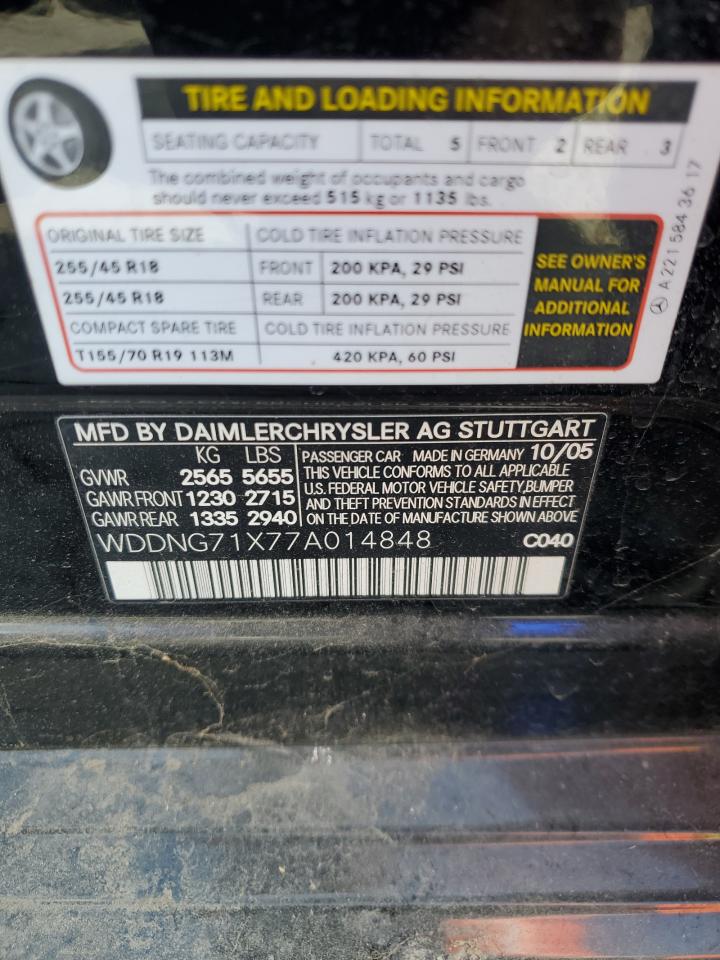 TIRE AND LOADING INFORMATION
SEATING CAPACITY TOTAL 5 FRONT 2 REAR 3
The combined weight of occupants and cargo
should never exceed 515 kg or 1135 lbs.
ORIGINAL TIRE SIZE COLD TIRE INFLATION PRESSURE
255/45 R18 FRONT 200 KPA, 29 PSI
255/45 R18 REAR 200 KPA, 29 PSI
COMPACT SPARE TIRE COLD TIRE INFLATION PRESSURE
T155/70 R19 113M 420 KPA, 60 PSI
SEE OWNER'S
MANUAL FOR
ADDITIONAL
INFORMATION
A 221 584 36 17
MFD BY DAIMLERCHRYSLER AG STUTTGART
KG LBS
GVWR 2565 5655
GAWR FRONT 1230 2715
GAWR REAR 1335 2940
PASSENGER CAR MADE IN GERMANY 10/05
THIS VEHICLE CONFORMS TO ALL APPLICABLE
U.S. FEDERAL MOTOR VEHICLE SAFETY, BUMPER
AND THEFT PREVENTION STANDARDS IN EFFECT
ON THE DATE OF MANUFACTURE SHOWN ABOVE
WDDNG71X77A014848 C040